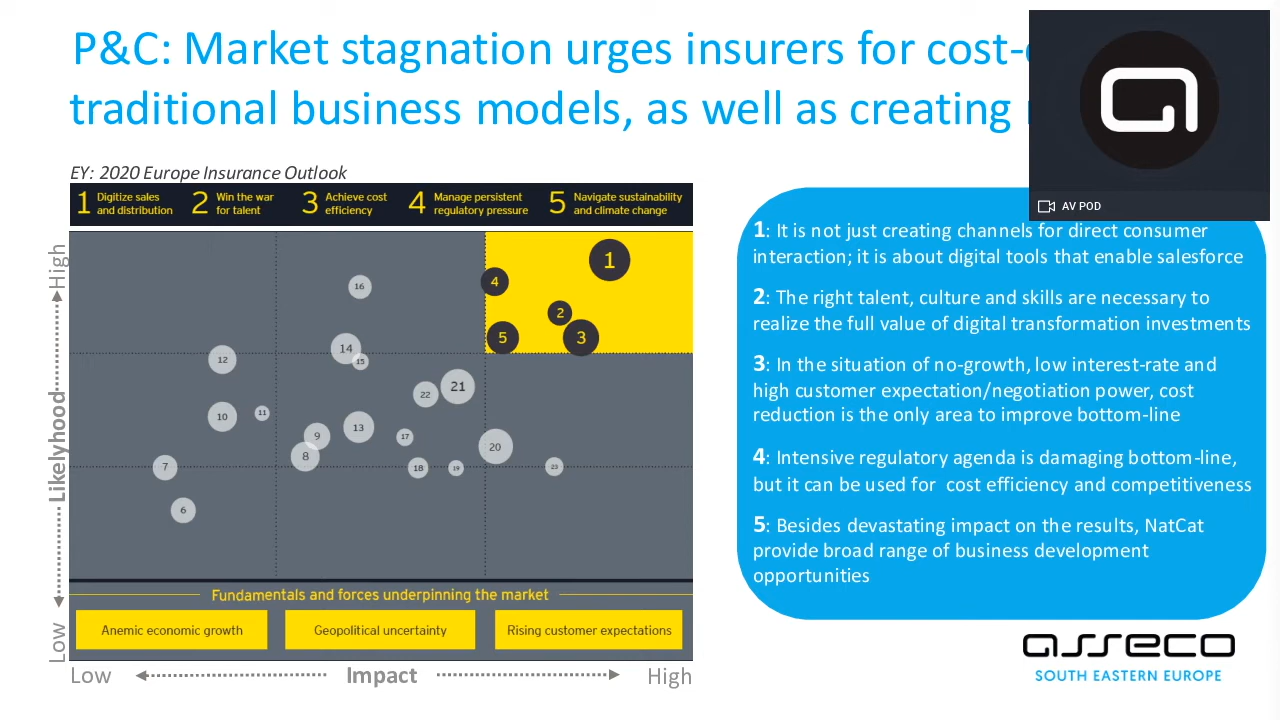 P&C: Market stagnation urges insurers for
traditional business models, as well as creating
AV POD
EY: 2020 Europe Insurance Outlook
1 Digitize sales and distribution
2 Win the war for talent
3 Achieve cost efficiency
4 Manage persistent regulatory pressure
5 Navigate sustainability and climate change
High
Likelyhood
Low
1
4
2
5
3
16
14
15
12
21
22
10
11
13
9
17
8
20
7
18
19
23
6
Fundamentals and forces underpinning the market
Anemic economic growth
Geopolitical uncertainty
Rising customer expectations
Low
Impact
High
1: It is not just creating channels for direct consumer
interaction; it is about digital tools that enable salesforce
2: The right talent, culture and skills are necessary to
realize the full value of digital transformation investments
3: In the situation of no-growth, low interest-rate and
high customer expectation/negotiation power, cost
reduction is the only area to improve bottom-line
4: Intensive regulatory agenda is damaging bottom-line,
but it can be used for cost efficiency and competitiveness
5: Besides devastating impact on the results, NatCat
provide broad range of business development
opportunities
asseco
SOUTH EASTERN EUROPE